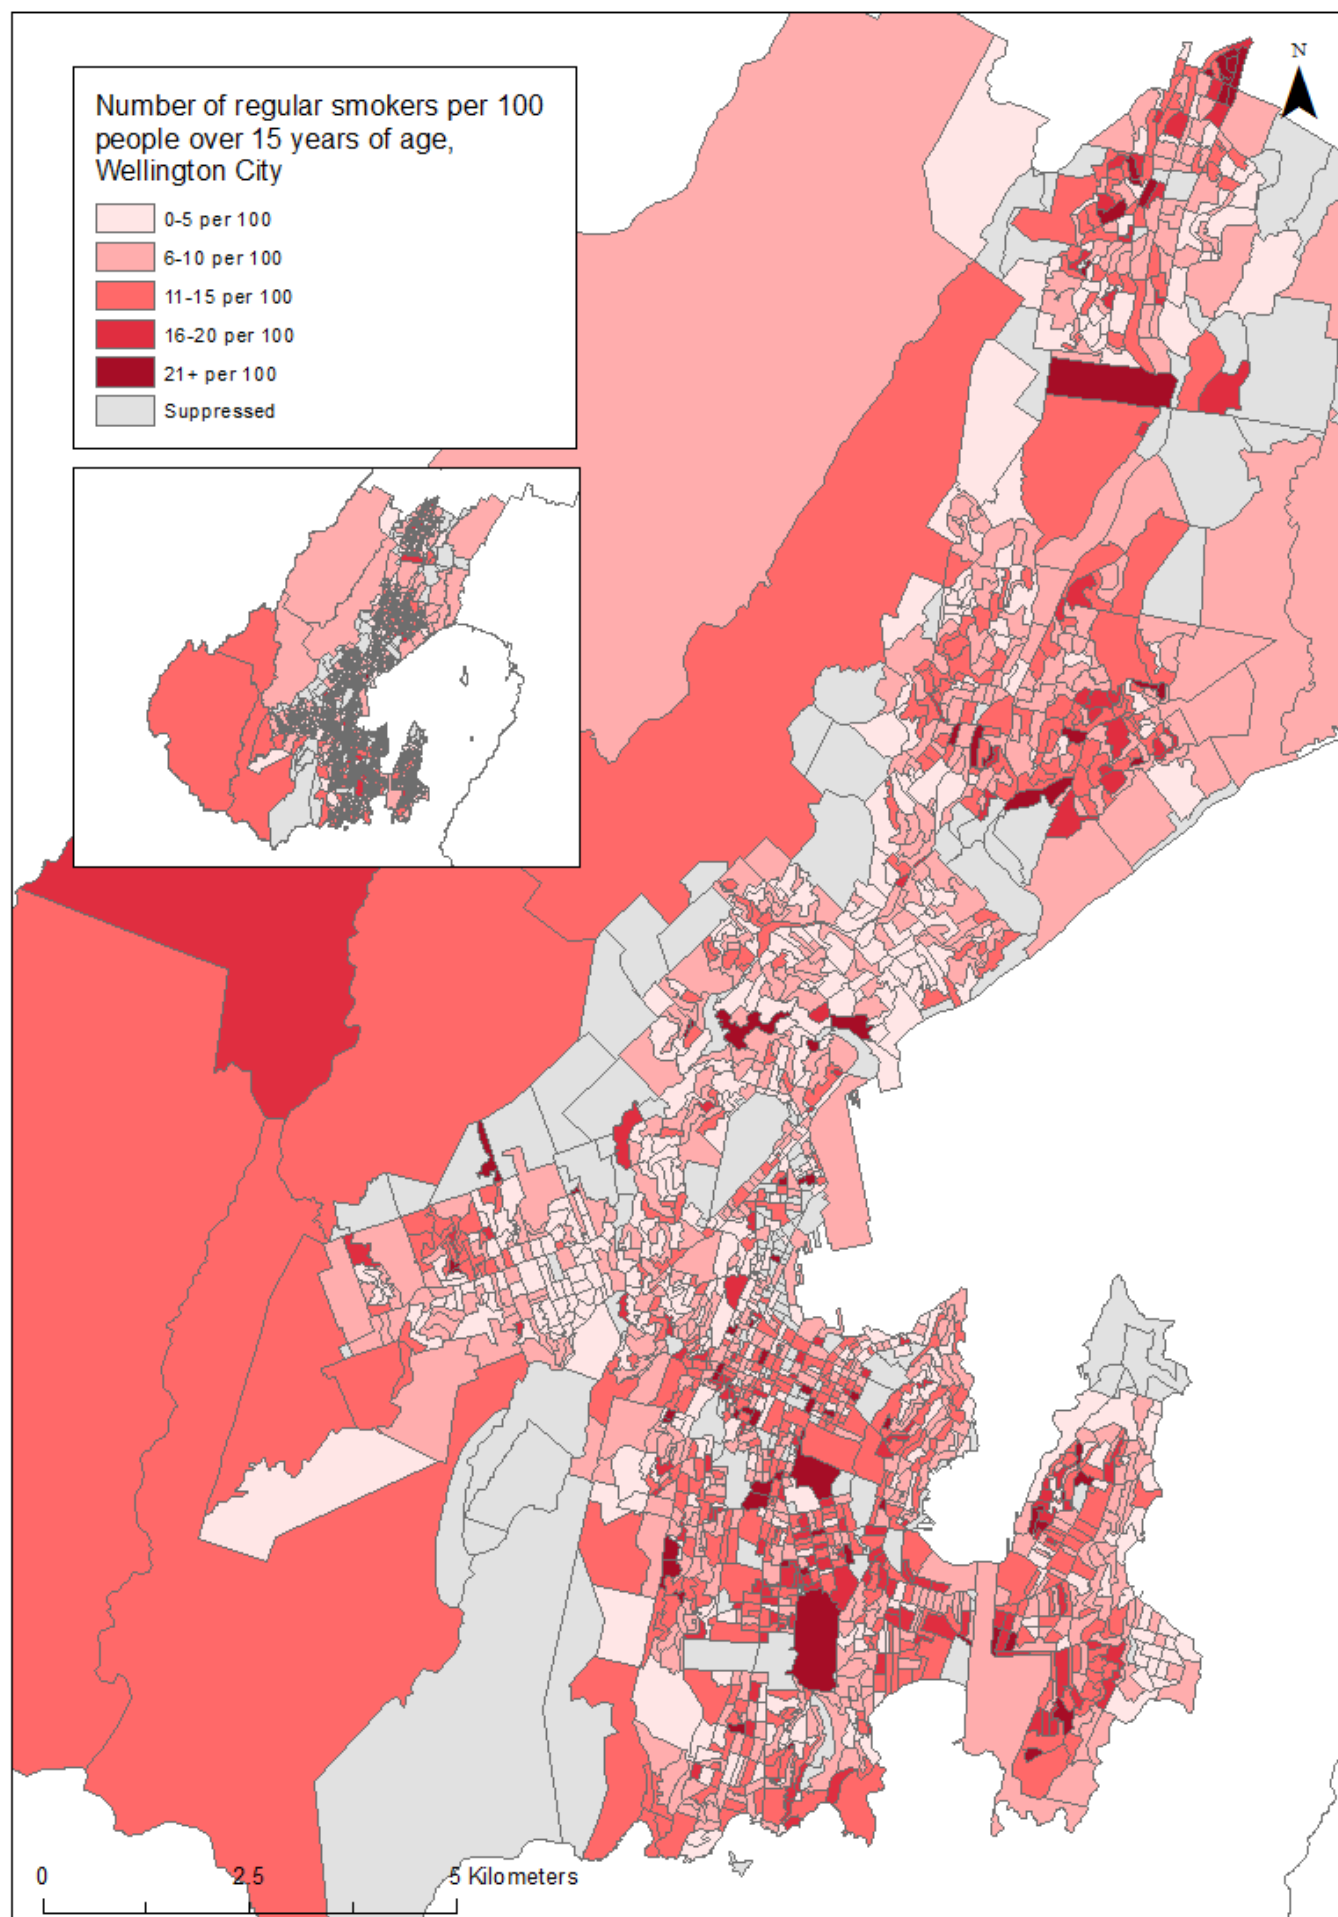 Number of regular smokers per 100
people over 15 years of age,
Wellington City
0-5 per 100
6-10 per 100
11-15 per 100
16-20 per 100
21+ per 100
Suppressed
N
0 2.5 5 Kilometers